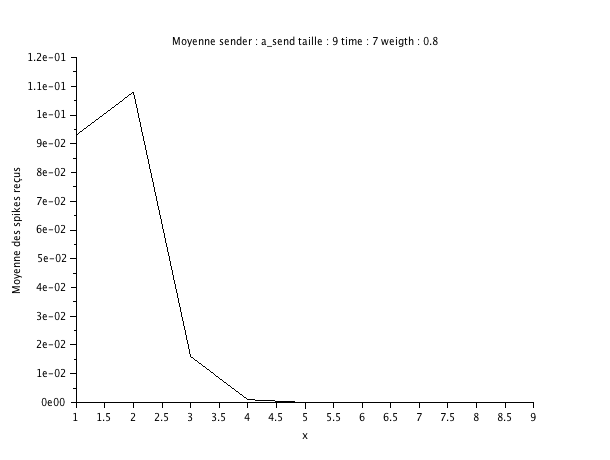 Moyenne sender : a_send taille : 9 time : 7 weigth : 0.8
1.2e-01
1.1e-01
1e-01
9e-02
8e-02
7e-02
6e-02
5e-02
4e-02
3e-02
2e-02
1e-02
0e00
Moyenne des spikes reçus
1 1.5 2 2.5 3 3.5 4 4.5 5 5.5 6 6.5 7 7.5 8 8.5 9
x